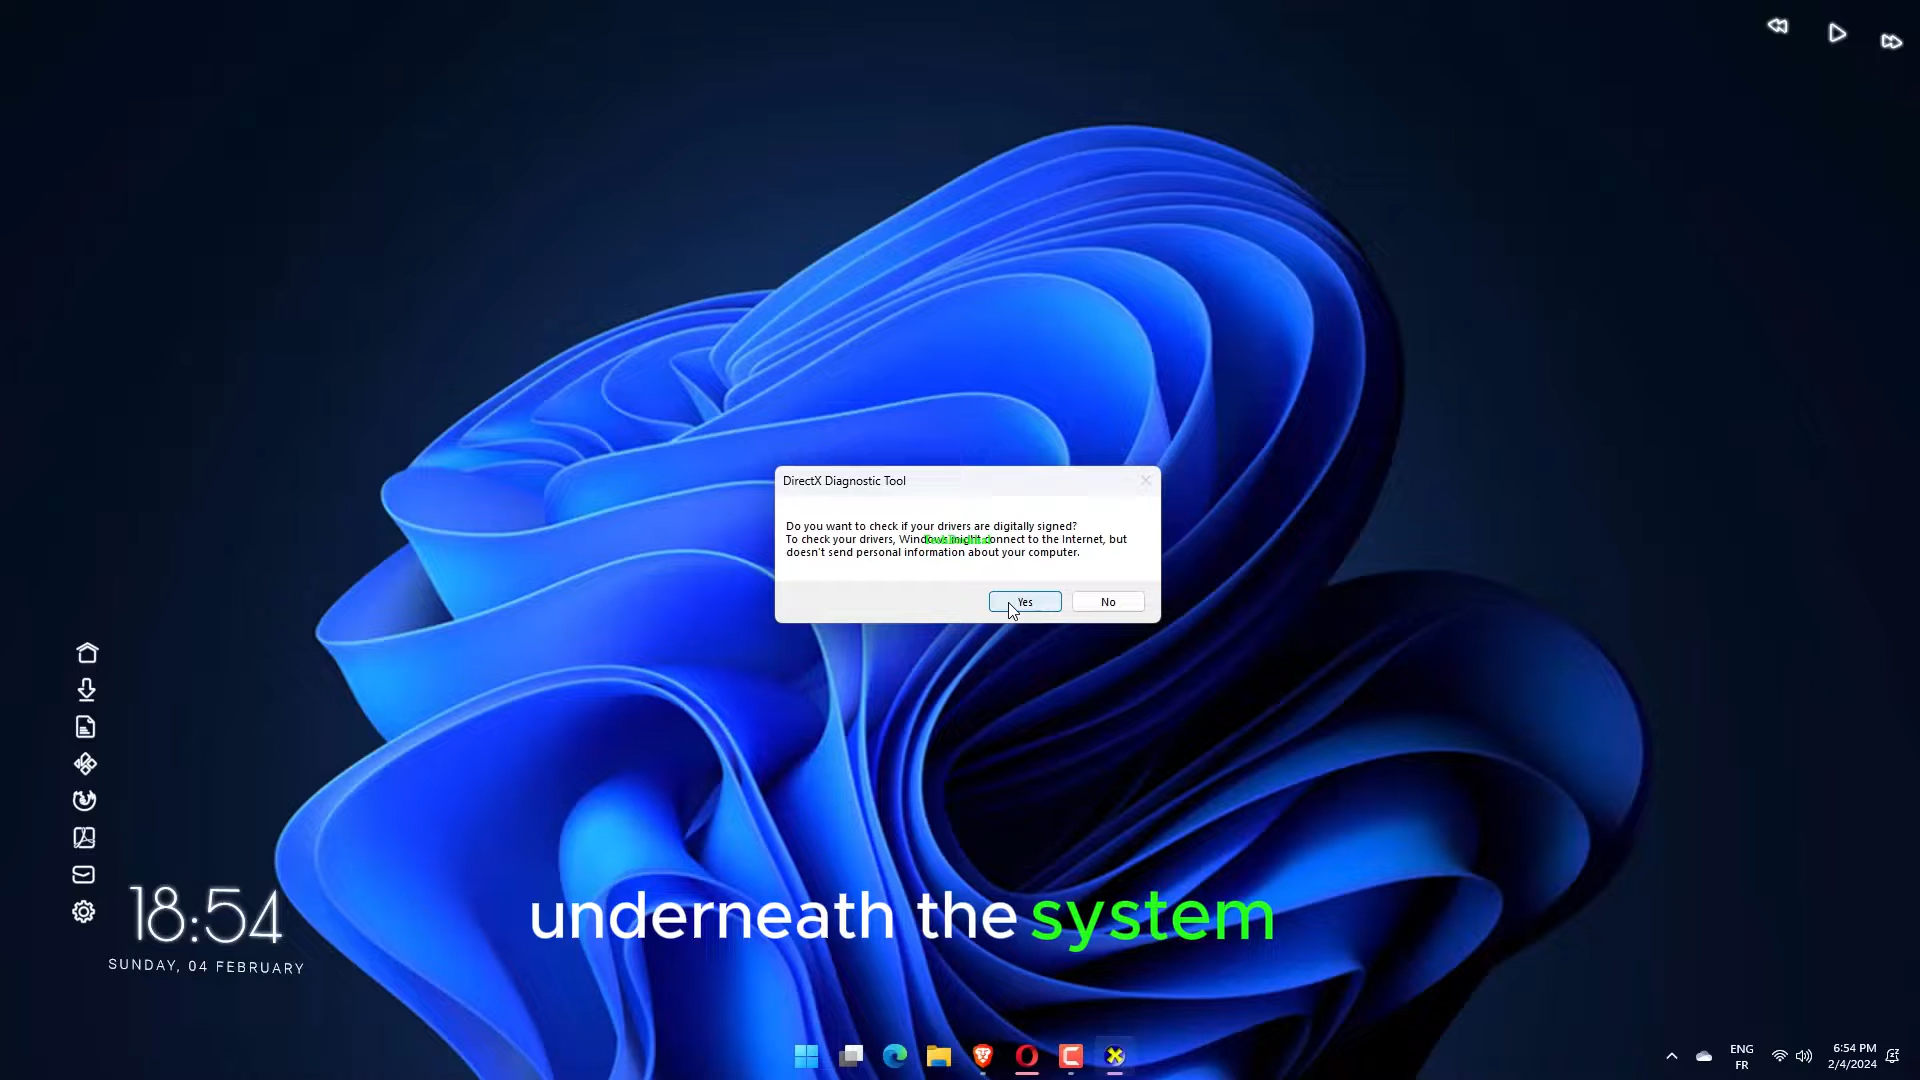 DirectX Diagnostic Tool
Do you want to check if your drivers are digitally signed?
To check your drivers, Windows might connect to the Internet, but
doesn't send personal information about your computer.
Yes
No
18:54
SUNDAY, 04 FEBRUARY
underneath the system
ENG
FR
6:54 PM
2/4/2024